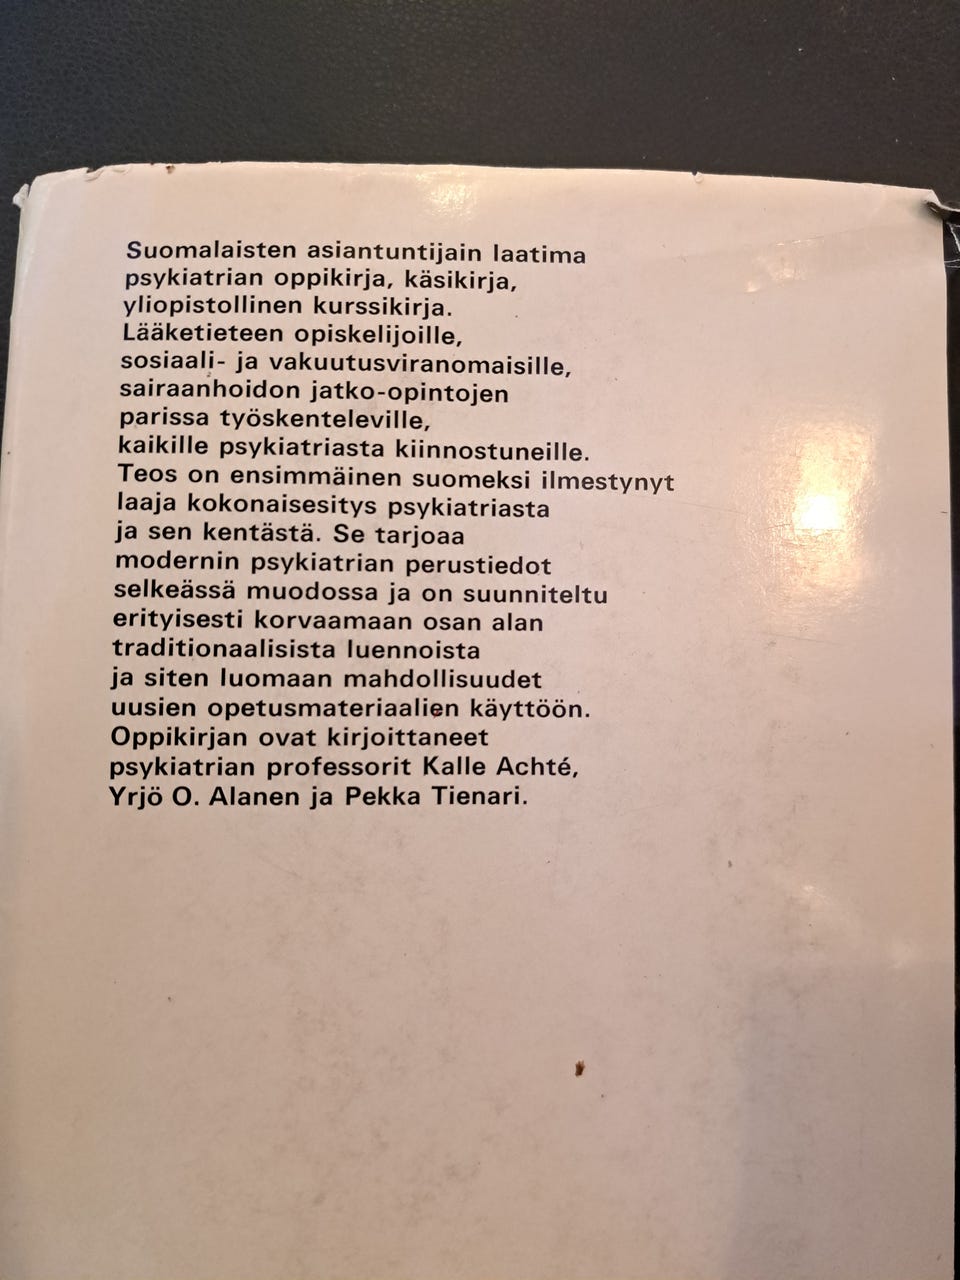 Suomalaisten asiantuntijain laatima
psykiatrian oppikirja, käsikirja,
yliopistollinen kurssikirja.
Lääketieteen opiskelijoille,
sosiaali- ja vakuutusviranomaisille,
sairaanhoidon jatko-opintojen
parissa työskenteleville,
kaikille psykiatriasta kiinnostuneille.
Teos on ensimmäinen suomeksi ilmestynyt
laaja kokonaisesitys psykiatriasta
ja sen kentästä. Se tarjoaa
modernin psykiatrian perustiedot
selkeässä muodossa ja on suunniteltu
erityisesti korvaamaan osan alan
traditionaalisista luennoista
ja siten luomaan mahdollisuudet
uusien opetusmateriaalien käyttöön.
Oppikirjan ovat kirjoittaneet
psykiatrian professorit Kalle Achté,
Yrjö O. Alanen ja Pekka Tienari.